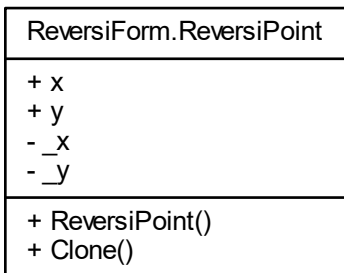 ReversiForm.ReversiPoint
+ x
+ y
- _x
- _y
+ ReversiPoint()
+ Clone()